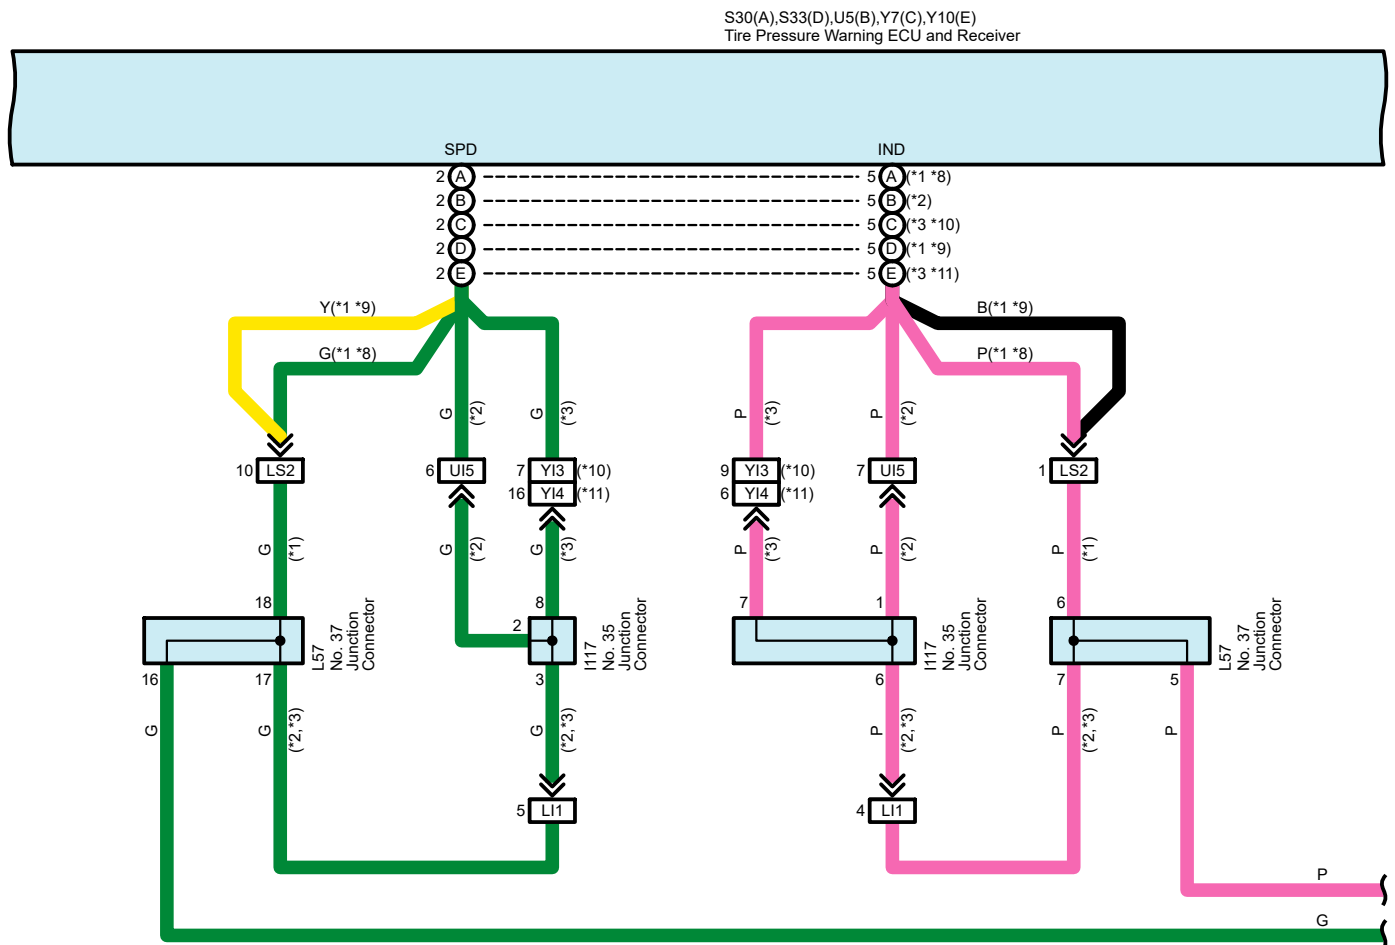 S30(A),S33(D),U5(B),Y7(C),Y10(E)
Tire Pressure Warning ECU and Receiver
SPD
IND
2 A
5 A (*1 *8)
2 B
5 B (*2)
2 C
5 C (*3 *10)
2 D
5 D (*1 *9)
2 E
5 E (*3 *11)
Y(*1 *9)
B(*1 *9)
G(*1 *8)
P(*1 *8)
G (*2)
G (*3)
P (*3)
P (*2)
10 LS2
6 UI5
7 YI3 (*10)
16 YI4 (*11)
9 YI3 (*10)
6 YI4 (*11)
7 UI5
1 LS2
G (*1)
G (*2)
G (*3)
P (*3)
P (*2)
P (*1)
18
2
8
7
1
6
L57
No. 37
Junction
Connector
I117
No. 35
Junction
Connector
I117
No. 35
Junction
Connector
L57
No. 37
Junction
Connector
16
17
3
6
7
5
G
G (*2,*3)
G (*2,*3)
P (*2,*3)
P (*2,*3)
P
5 LI1
4 LI1
P
G